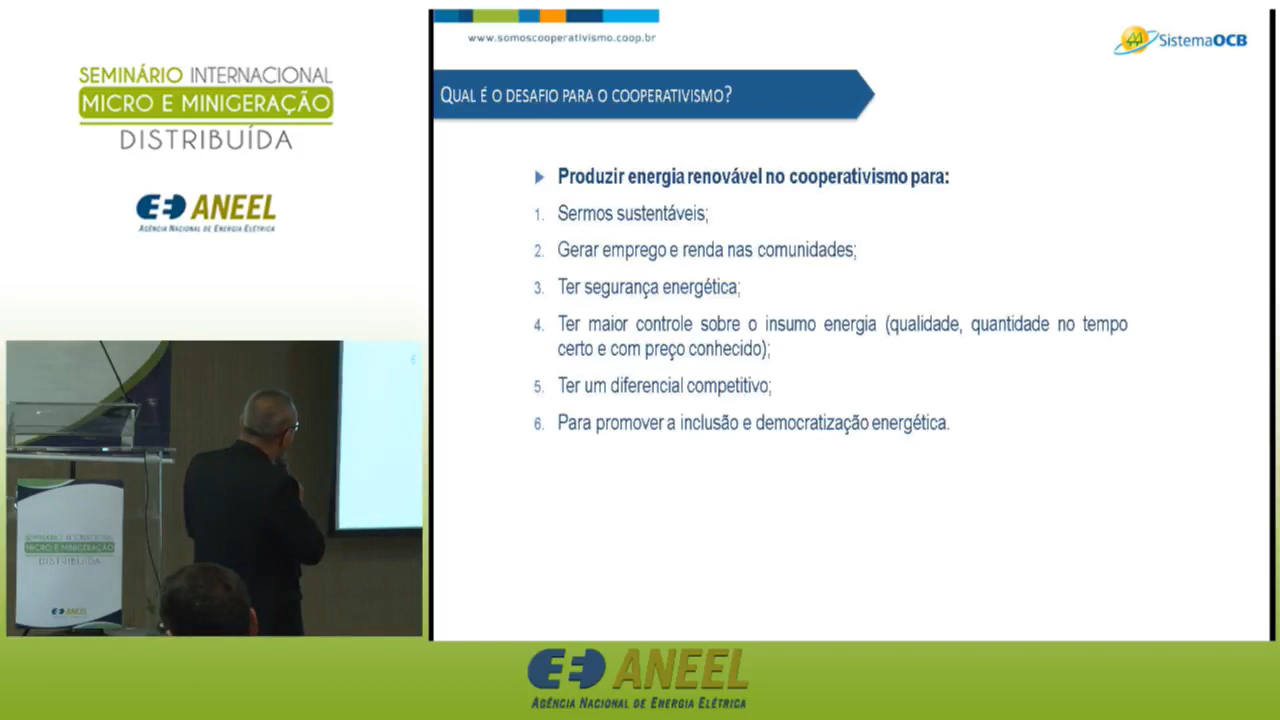 SEMINÁRIO INTERNACIONAL
MICRO E MINIGERAÇÃO
DISTRIBUÍDA
ANEEL
AGÊNCIA NACIONAL DE ENERGIA ELÉTRICA
www.somoscooperativismo.coop.br
SistemaOCB
QUAL É O DESAFIO PARA O COOPERATIVISMO?
Produzir energia renovável no cooperativismo para:
1. Sermos sustentáveis;
2. Gerar emprego e renda nas comunidades;
3. Ter segurança energética;
4. Ter maior controle sobre o insumo energia (qualidade, quantidade no tempo
certo e com preço conhecido);
5. Ter um diferencial competitivo;
6. Para promover a inclusão e democratização energética.
6
SEMINÁRIO INTERNACIONAL
MICRO E MINIGERAÇÃO
DISTRIBUÍDA
ANEEL
ANEEL
AGÊNCIA NACIONAL DE ENERGIA ELÉTRICA